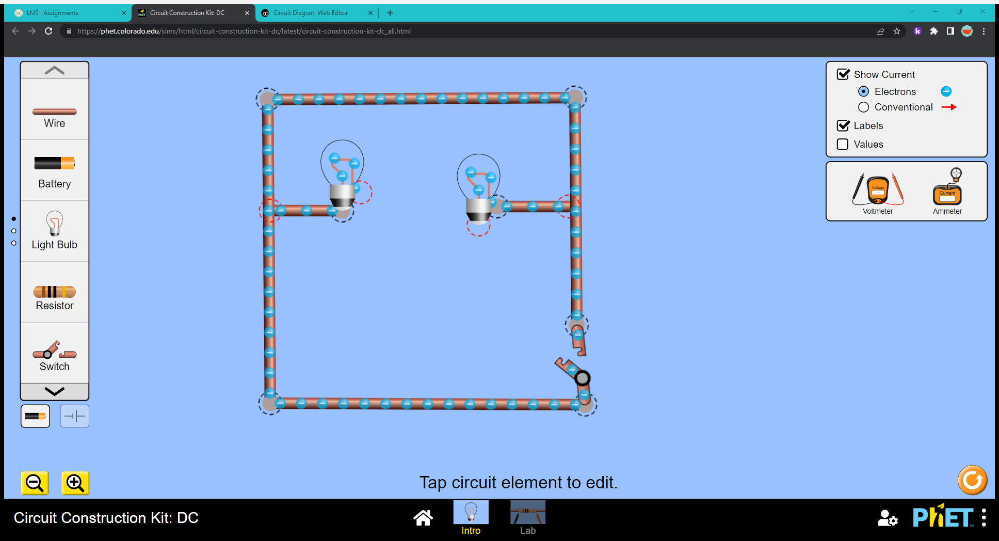 LMS | Assignments
Circuit Construction Kit: DC
Circuit Diagram Web Editor
https://phet.colorado.edu/sims/html/circuit-construction-kit-dc/latest/circuit-construction-kit-dc_all.html
Wire
Battery
Light Bulb
Resistor
Switch
Show Current
Electrons
Conventional
Labels
Values
Voltage
Voltmeter
Current
Ammeter
Tap circuit element to edit.
Circuit Construction Kit: DC
Intro
Lab
PhET